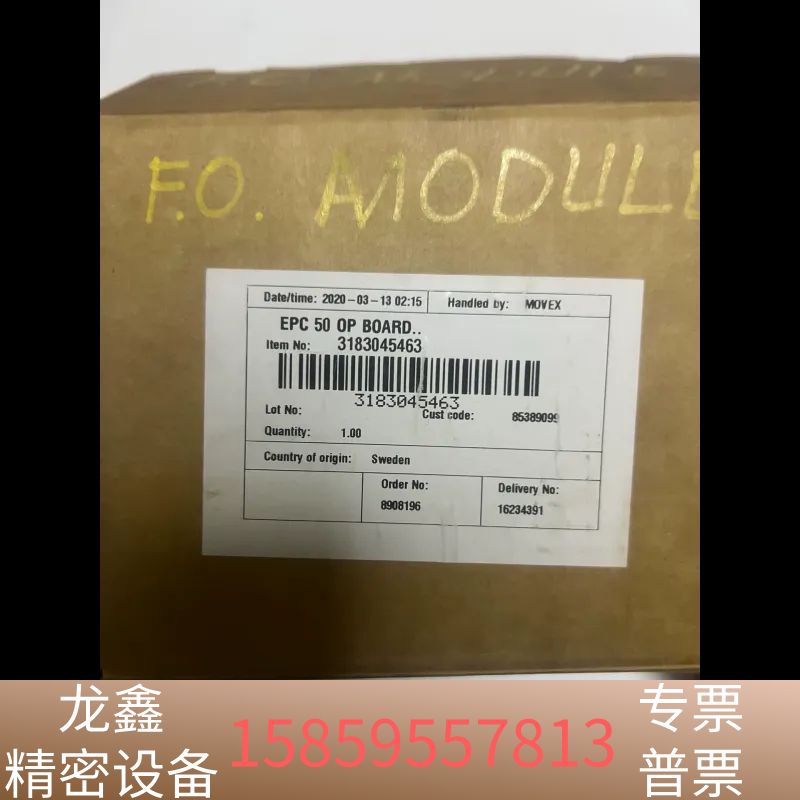 F.O. MODULE
Date/time: 2020-03-13 02:15 Handled by: MOVEX
EPC 50 OP BOARD..
Item No: 3183045463
3183045463
Lot No:
Cust code: 85389099
Quantity: 1.00
Country of origin: Sweden
Order No: Delivery No:
8908196 16234391
龙鑫
精密设备
15859557813
专票
普票